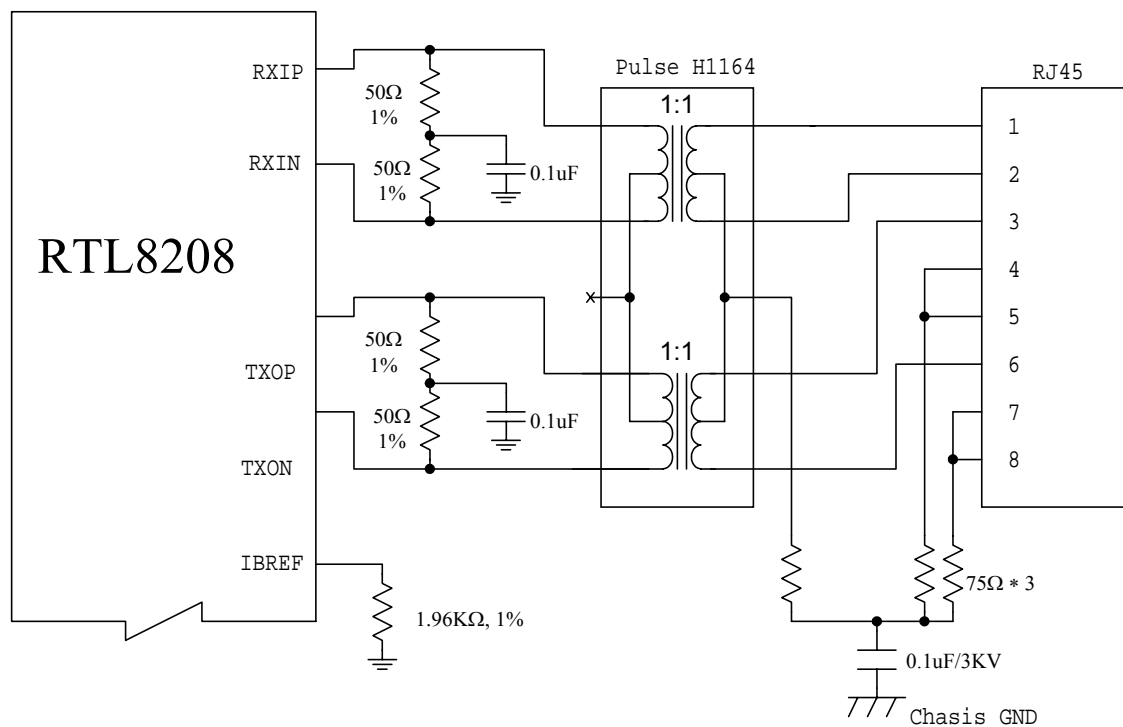 RTL8208
RXIP
RXIN
TXOP
TXON
IBREF
50Ω
1%
50Ω
1%
0.1uF
50Ω
1%
50Ω
1%
0.1uF
1.96KΩ, 1%
Pulse H1164
1:1
1:1
x
RJ45
1
2
3
4
5
6
7
8
75Ω * 3
0.1uF/3KV
Chasis GND